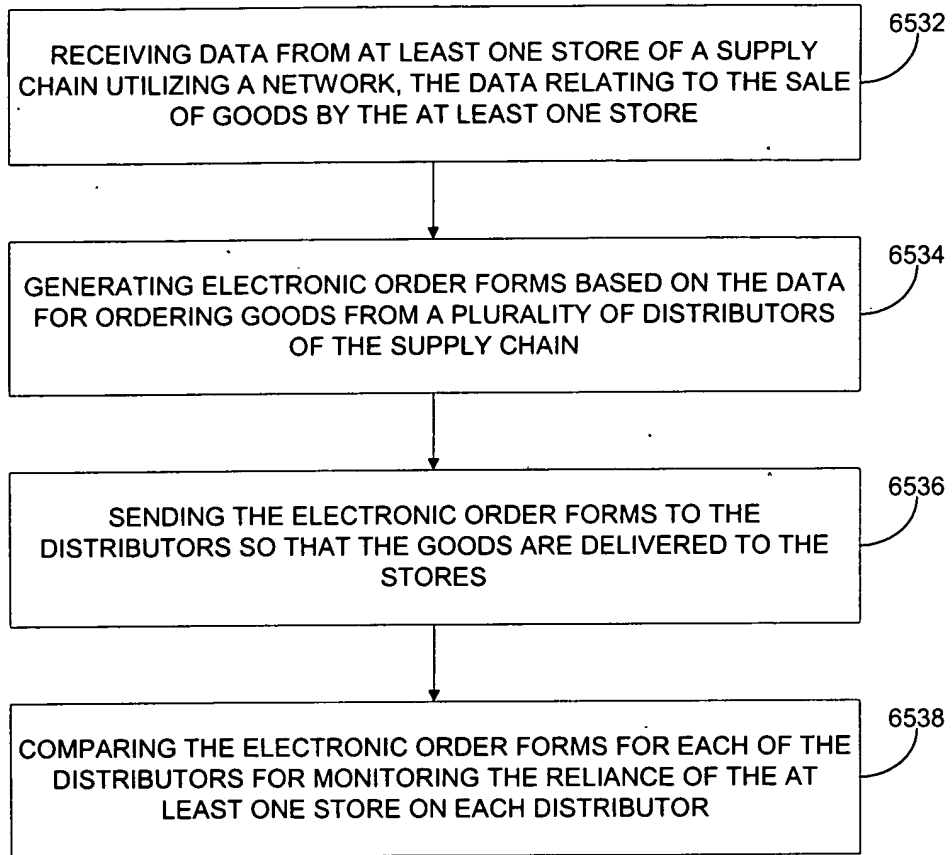 6532
RECEIVING DATA FROM AT LEAST ONE STORE OF A SUPPLY
CHAIN UTILIZING A NETWORK, THE DATA RELATING TO THE SALE
OF GOODS BY THE AT LEAST ONE STORE
6534
GENERATING ELECTRONIC ORDER FORMS BASED ON THE DATA
FOR ORDERING GOODS FROM A PLURALITY OF DISTRIBUTORS
OF THE SUPPLY CHAIN
6536
SENDING THE ELECTRONIC ORDER FORMS TO THE
DISTRIBUTORS SO THAT THE GOODS ARE DELIVERED TO THE
STORES
6538
COMPARING THE ELECTRONIC ORDER FORMS FOR EACH OF THE
DISTRIBUTORS FOR MONITORING THE RELIANCE OF THE AT
LEAST ONE STORE ON EACH DISTRIBUTOR